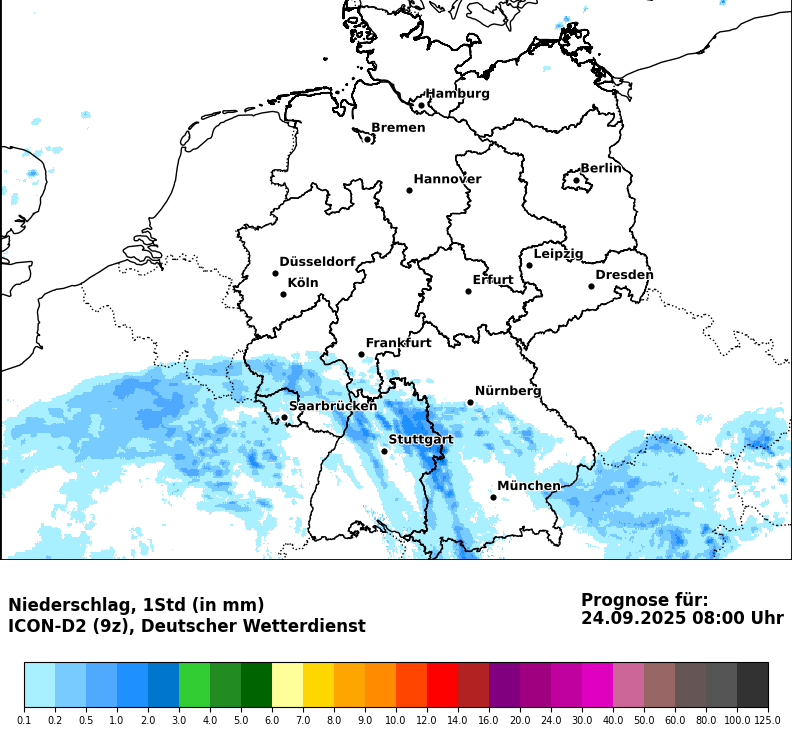 Hamburg
Bremen
Berlin
Hannover
Leipzig
Düsseldorf
Dresden
Köln
Erfurt
Frankfurt
Nürnberg
Saarbrücken
Stuttgart
München
Niederschlag, 1Std (in mm)
ICON-D2 (9z), Deutscher Wetterdienst
Prognose für:
24.09.2025 08:00 Uhr
0.1 0.2 0.5 1.0 2.0 3.0 4.0 5.0 6.0 7.0 8.0 9.0 10.0 12.0 14.0 16.0 20.0 24.0 30.0 40.0 50.0 60.0 80.0 100.0 125.0